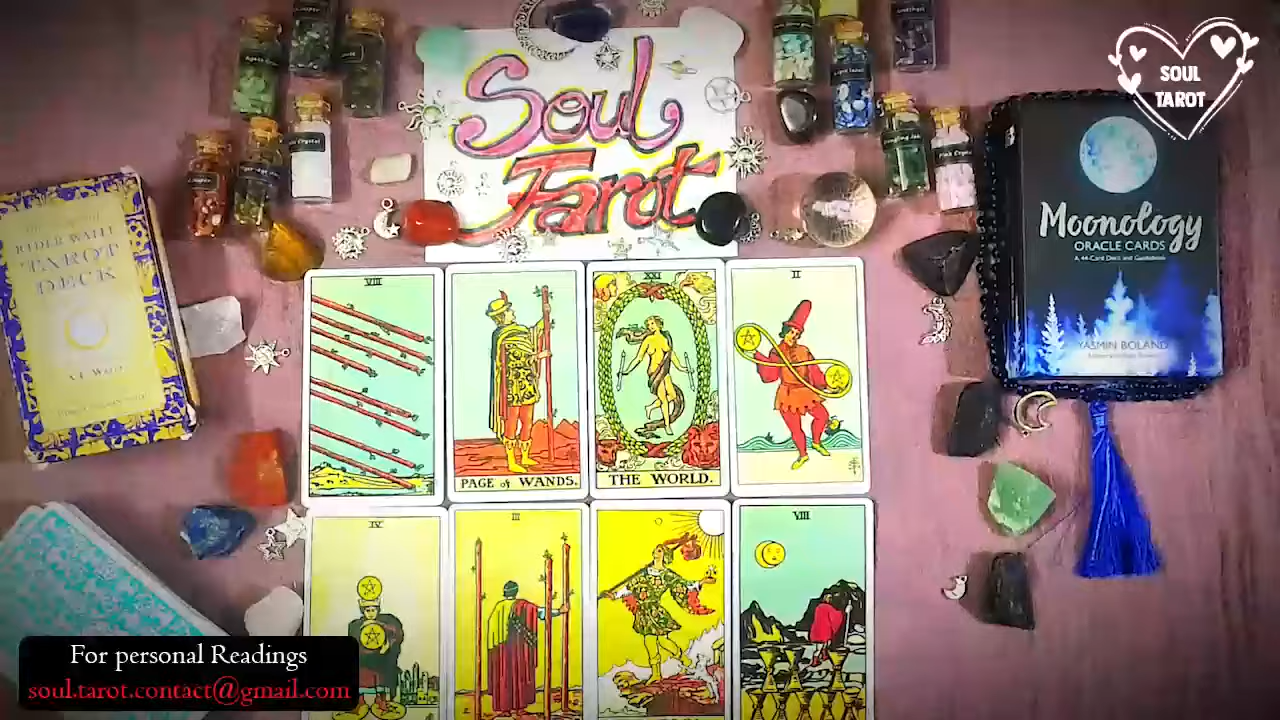 SOUL
TAROT
Soul
Tarot
RIDER WAITE
TAROT
DECK
Moonology
ORACLE CARDS
A 44-Card Deck and Guidebook
YASMIN BOLAND
VIII
PAGE of WANDS.
XXI
THE WORLD.
II
IV
III
VIII
For personal Readings
soul.tarot.contact@gmail.com